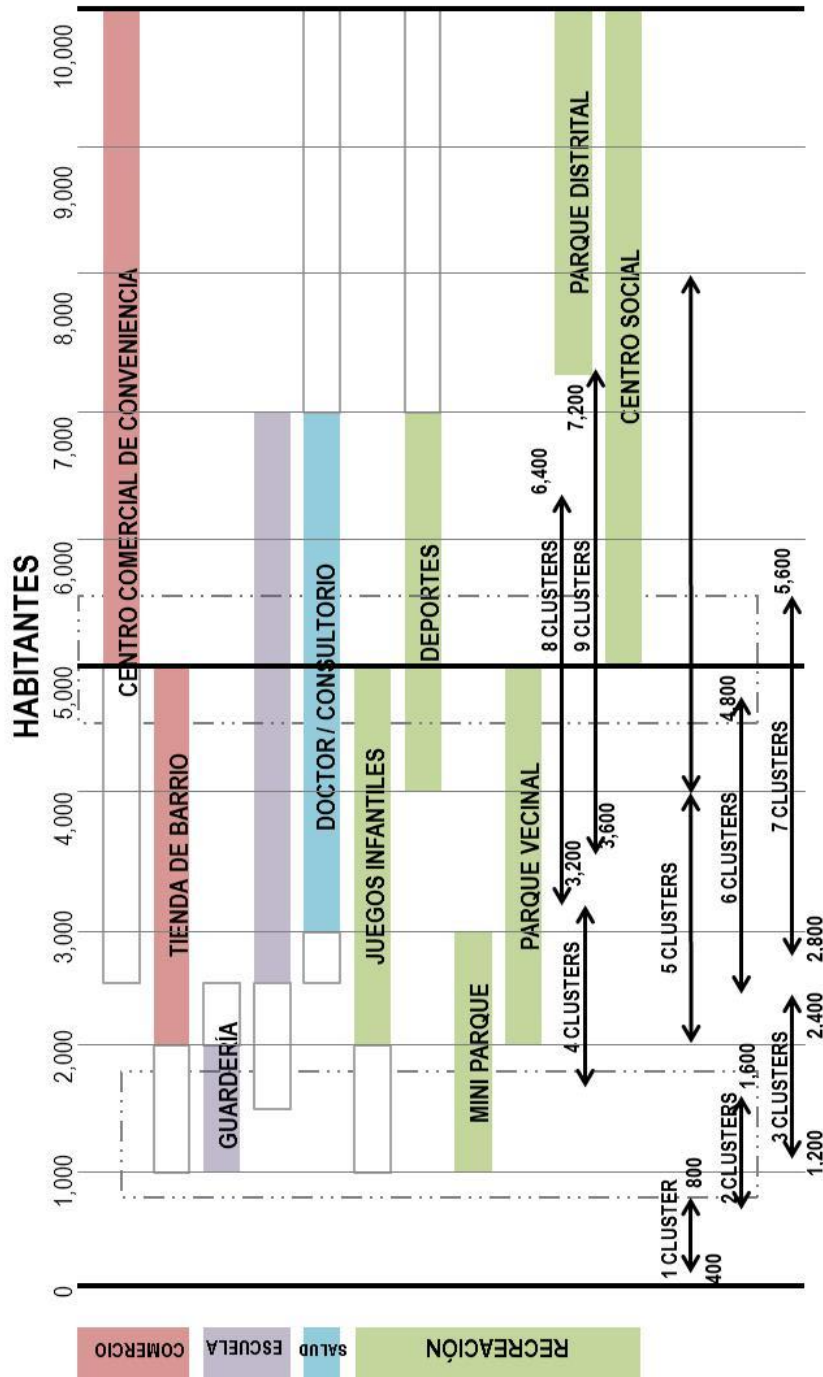 HABITANTES
0
1,000
2,000
3,000
4,000
5,000
6,000
7,000
8,000
9,000
10,000
COMERCIO
ESCUELA
SALUD
RECREACIÓN
CENTRO COMERCIAL DE CONVENIENCIA
TIENDA DE BARRIO
GUARDERÍA
DOCTOR / CONSULTORIO
JUEGOS INFANTILES
DEPORTES
MINI PARQUE
PARQUE VECINAL
PARQUE DISTRITAL
CENTRO SOCIAL
8 CLUSTERS
3,200
6,400
9 CLUSTERS
3,600
7,200
4 CLUSTERS
1 CLUSTER
400
800
5 CLUSTERS
2 CLUSTERS
1,600
6 CLUSTERS
4,800
3 CLUSTERS
1.200
2,400
7 CLUSTERS
2.800
5,600